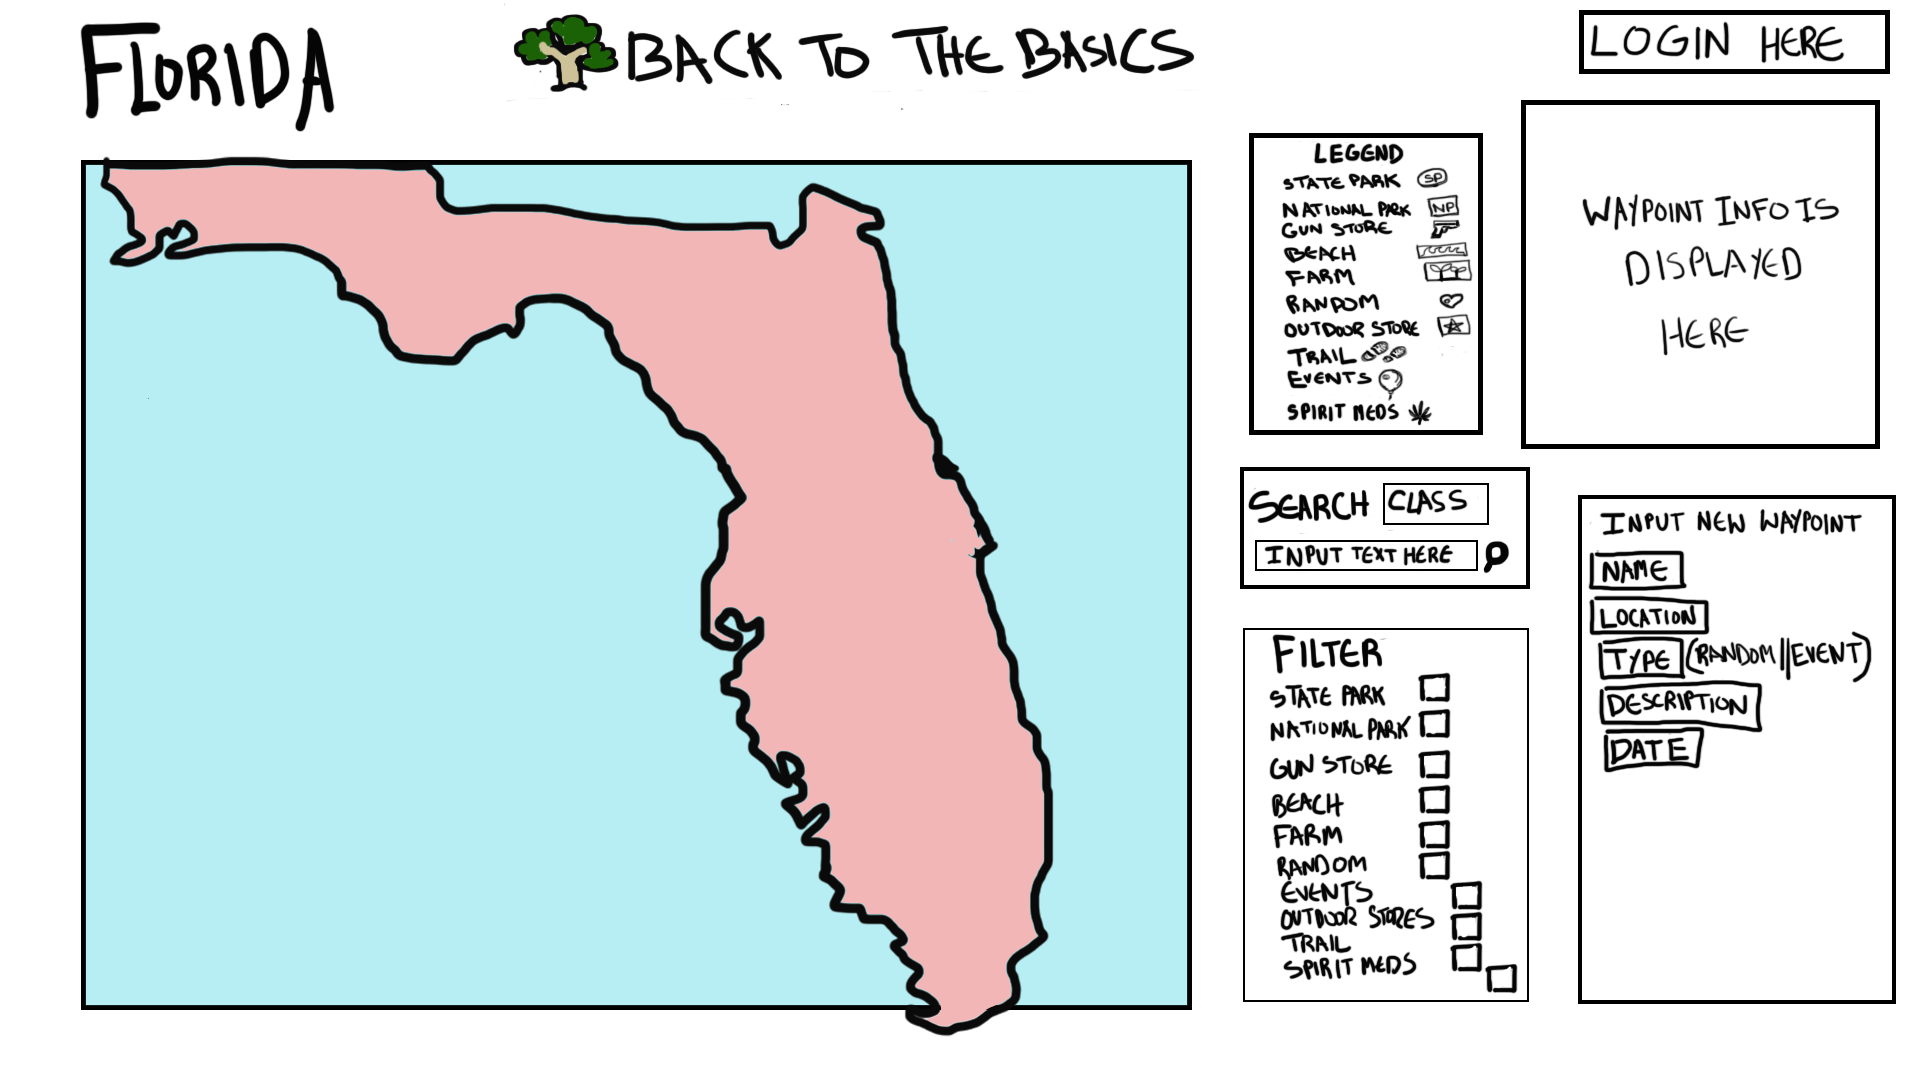 FLORIDA
BACK TO THE BASICS
LOGIN HERE
LEGEND
STATE PARK SP
NATIONAL PARK NP
GUN STORE
BEACH
FARM
RANDOM
OUTDOOR STORE
TRAIL
EVENTS
SPIRIT MEDS
WAYPOINT INFO IS
DISPLAYED
HERE
SEARCH CLASS
INPUT TEXT HERE
FILTER
STATE PARK
NATIONAL PARK
GUN STORE
BEACH
FARM
RANDOM
EVENTS
OUTDOOR STORES
TRAIL
SPIRIT MEDS
INPUT NEW WAYPOINT
NAME
LOCATION
TYPE (RANDOM||EVENT)
DESCRIPTION
DATE